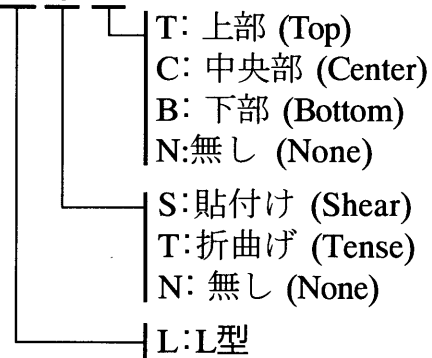 T: 上部 (Top)
C: 中央部 (Center)
B: 下部 (Bottom)
N:無し (None)
S:貼付け (Shear)
T:折曲げ (Tense)
N: 無し (None)
L:L型